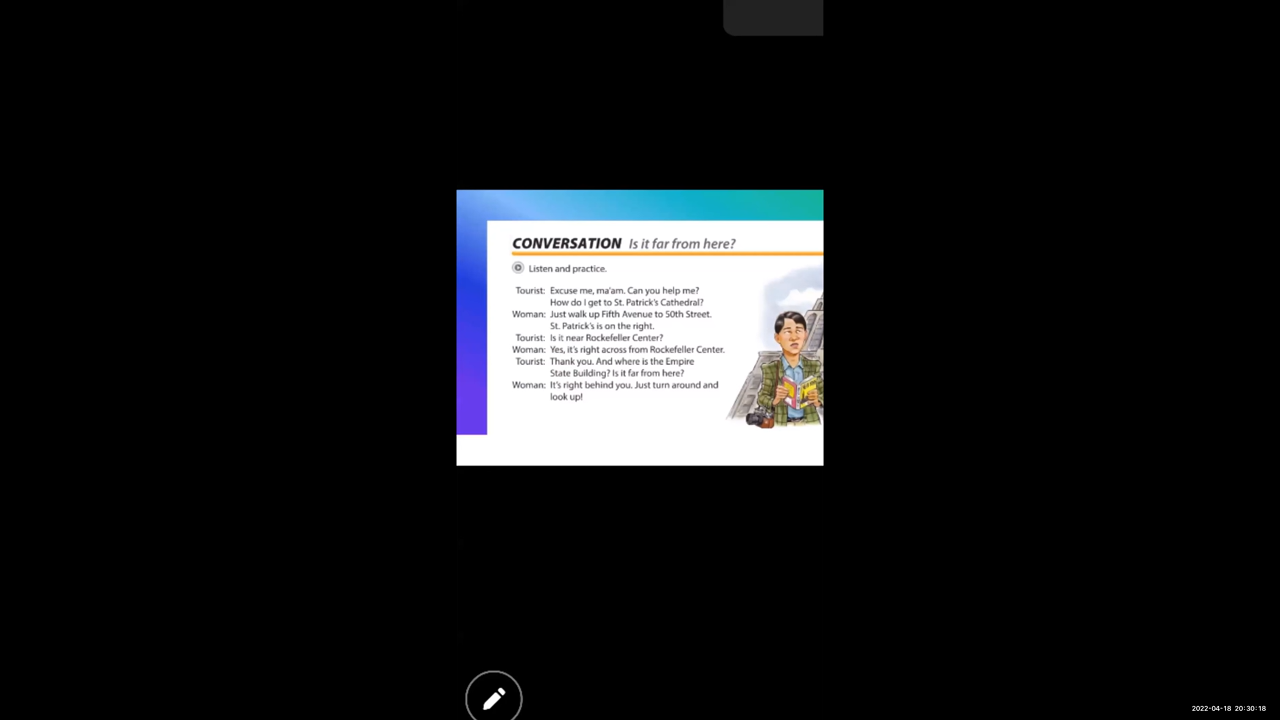 CONVERSATION Is it far from here?
Listen and practice.
Tourist: Excuse me, ma'am. Can you help me?
How do I get to St. Patrick's Cathedral?
Woman: Just walk up Fifth Avenue to 50th Street.
St. Patrick's is on the right.
Tourist: Is it near Rockefeller Center?
Woman: Yes, it's right across from Rockefeller Center.
Tourist: Thank you. And where is the Empire
State Building? Is it far from here?
Woman: It's right behind you. Just turn around and
look up!
2022-04-18 20:30:18